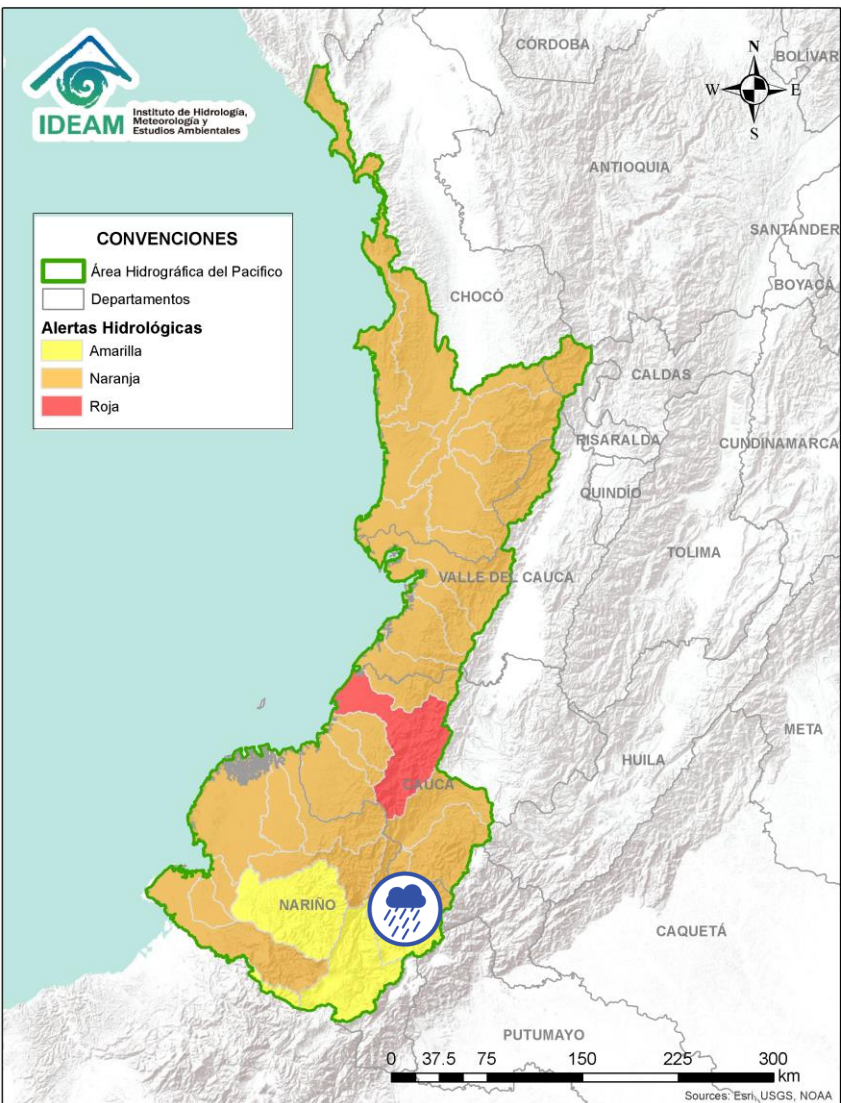 IDEAM
Instituto de Hidrología,
Meteorología y
Estudios Ambientales
N
W
E
S
CONVENCIONES
Área Hidrográfica del Pacifico
Departamentos
Alertas Hidrológicas
Amarilla
Naranja
Roja
CÓRDOBA
BOLÍVAR
ANTIOQUIA
SANTANDER
BOYACÁ
CHOCÓ
CALDAS
RISARALDA
CUNDINAMARCA
QUINDÍO
TOLIMA
VALLE DEL CAUCA
META
HUILA
CAUCA
NARIÑO
CAQUETÁ
PUTUMAYO
0 37.5 75 150 225 300
km
Sources: Esri, USGS, NOAA